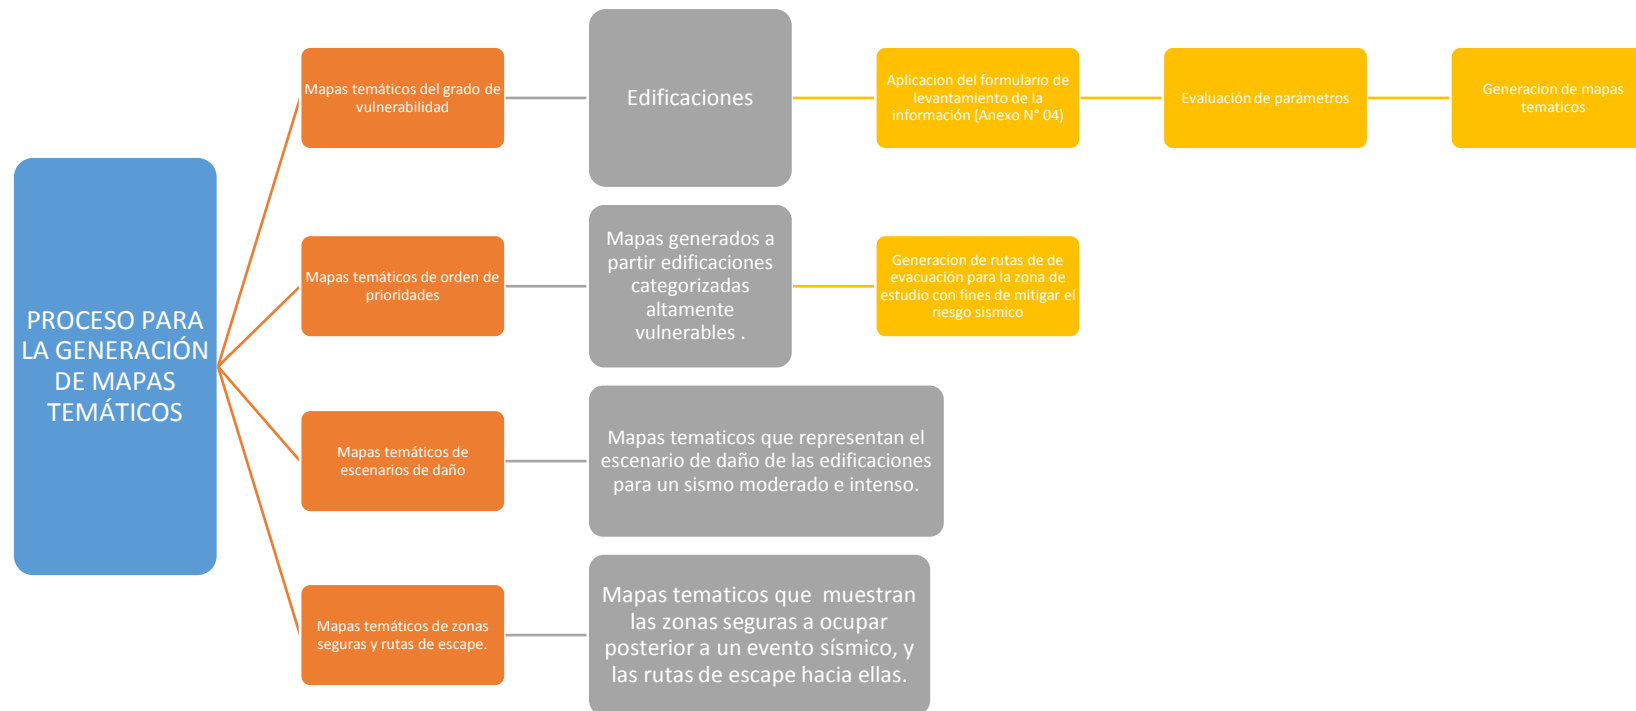 PROCESO PARA
LA GENERACIÓN
DE MAPAS
TEMÁTICOS
Mapas temáticos del grado de
vulnerabilidad
Edificaciones
Aplicacion del formulario de
levantamiento de la
información (Anexo N° 04)
Evaluación de parámetros
Generacion de mapas
tematicos
Mapas temáticos de orden de
prioridades
Mapas generados a
partir edificaciones
categorizadas
altamente
vulnerables .
Generacion de rutas de de
evacuación para la zona de
estudio con fines de mitigar el
riesgo sismico
Mapas temáticos de
escenarios de daño
Mapas tematicos que representan el
escenario de daño de las edificaciones
para un sismo moderado e intenso.
Mapas temáticos de zonas
seguras y rutas de escape.
Mapas tematicos que  muestran
las zonas seguras a ocupar
posterior a un evento sísmico, y
las rutas de escape hacia ellas.